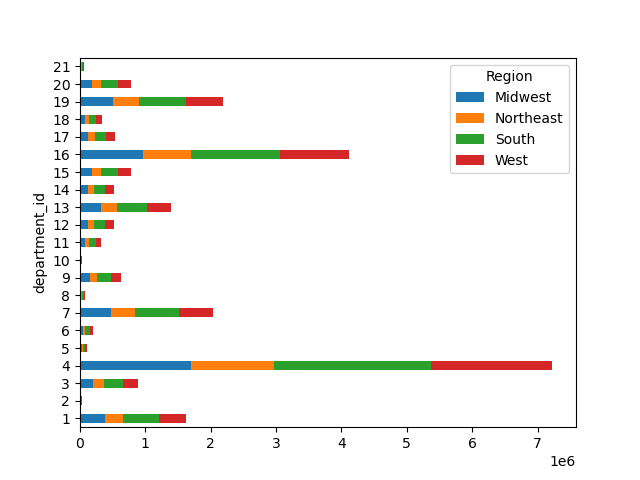 Region
Midwest
Northeast
South
West
department_id
21
20
19
18
17
16
15
14
13
12
11
10
9
8
7
6
5
4
3
2
1
0 1 2 3 4 5 6 7
1e6